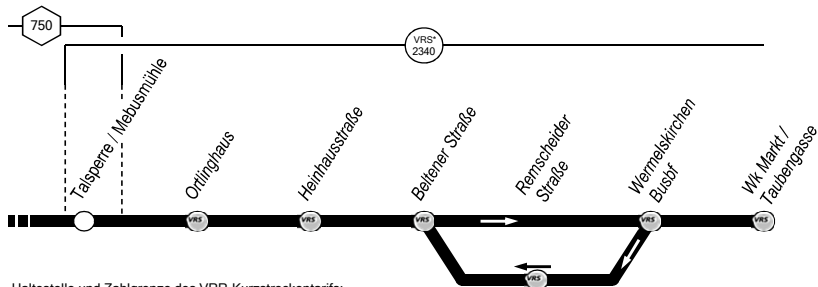 750
VRS*
2340
Talsperre / Mebusmühle
Ortlinghaus
Heinhausstraße
Beltener Straße
Remscheider
Straße
Wermelskirchen
Busbf
Wk Markt /
Taubengasse
VRS
VRS
VRS
VRS
VRS
VRS
Haltestelle und Zahlgrenze des VRR-Kurzstreckentarifs: